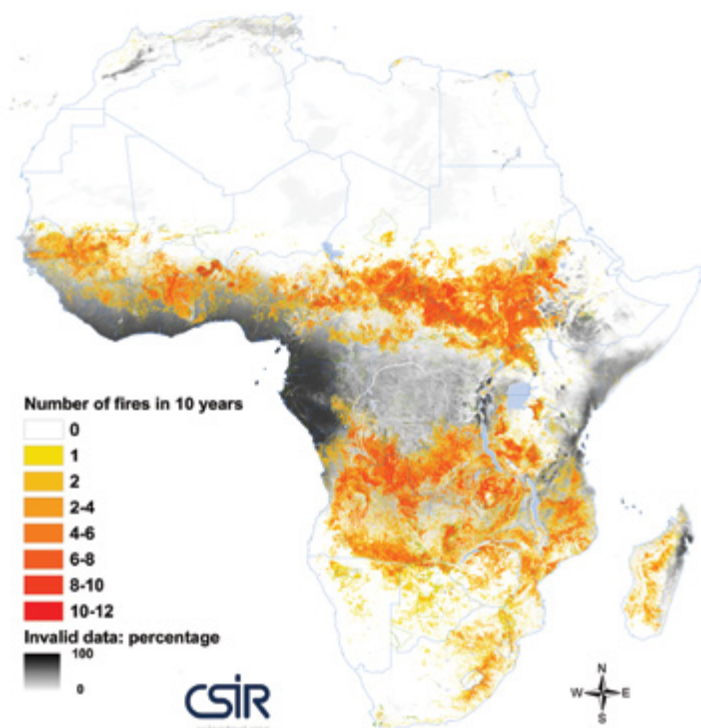 Number of fires in 10 years
0
1
2
2-4
4-6
6-8
8-10
10-12
Invalid data: percentage
100
0
CSIR
N
W E
S